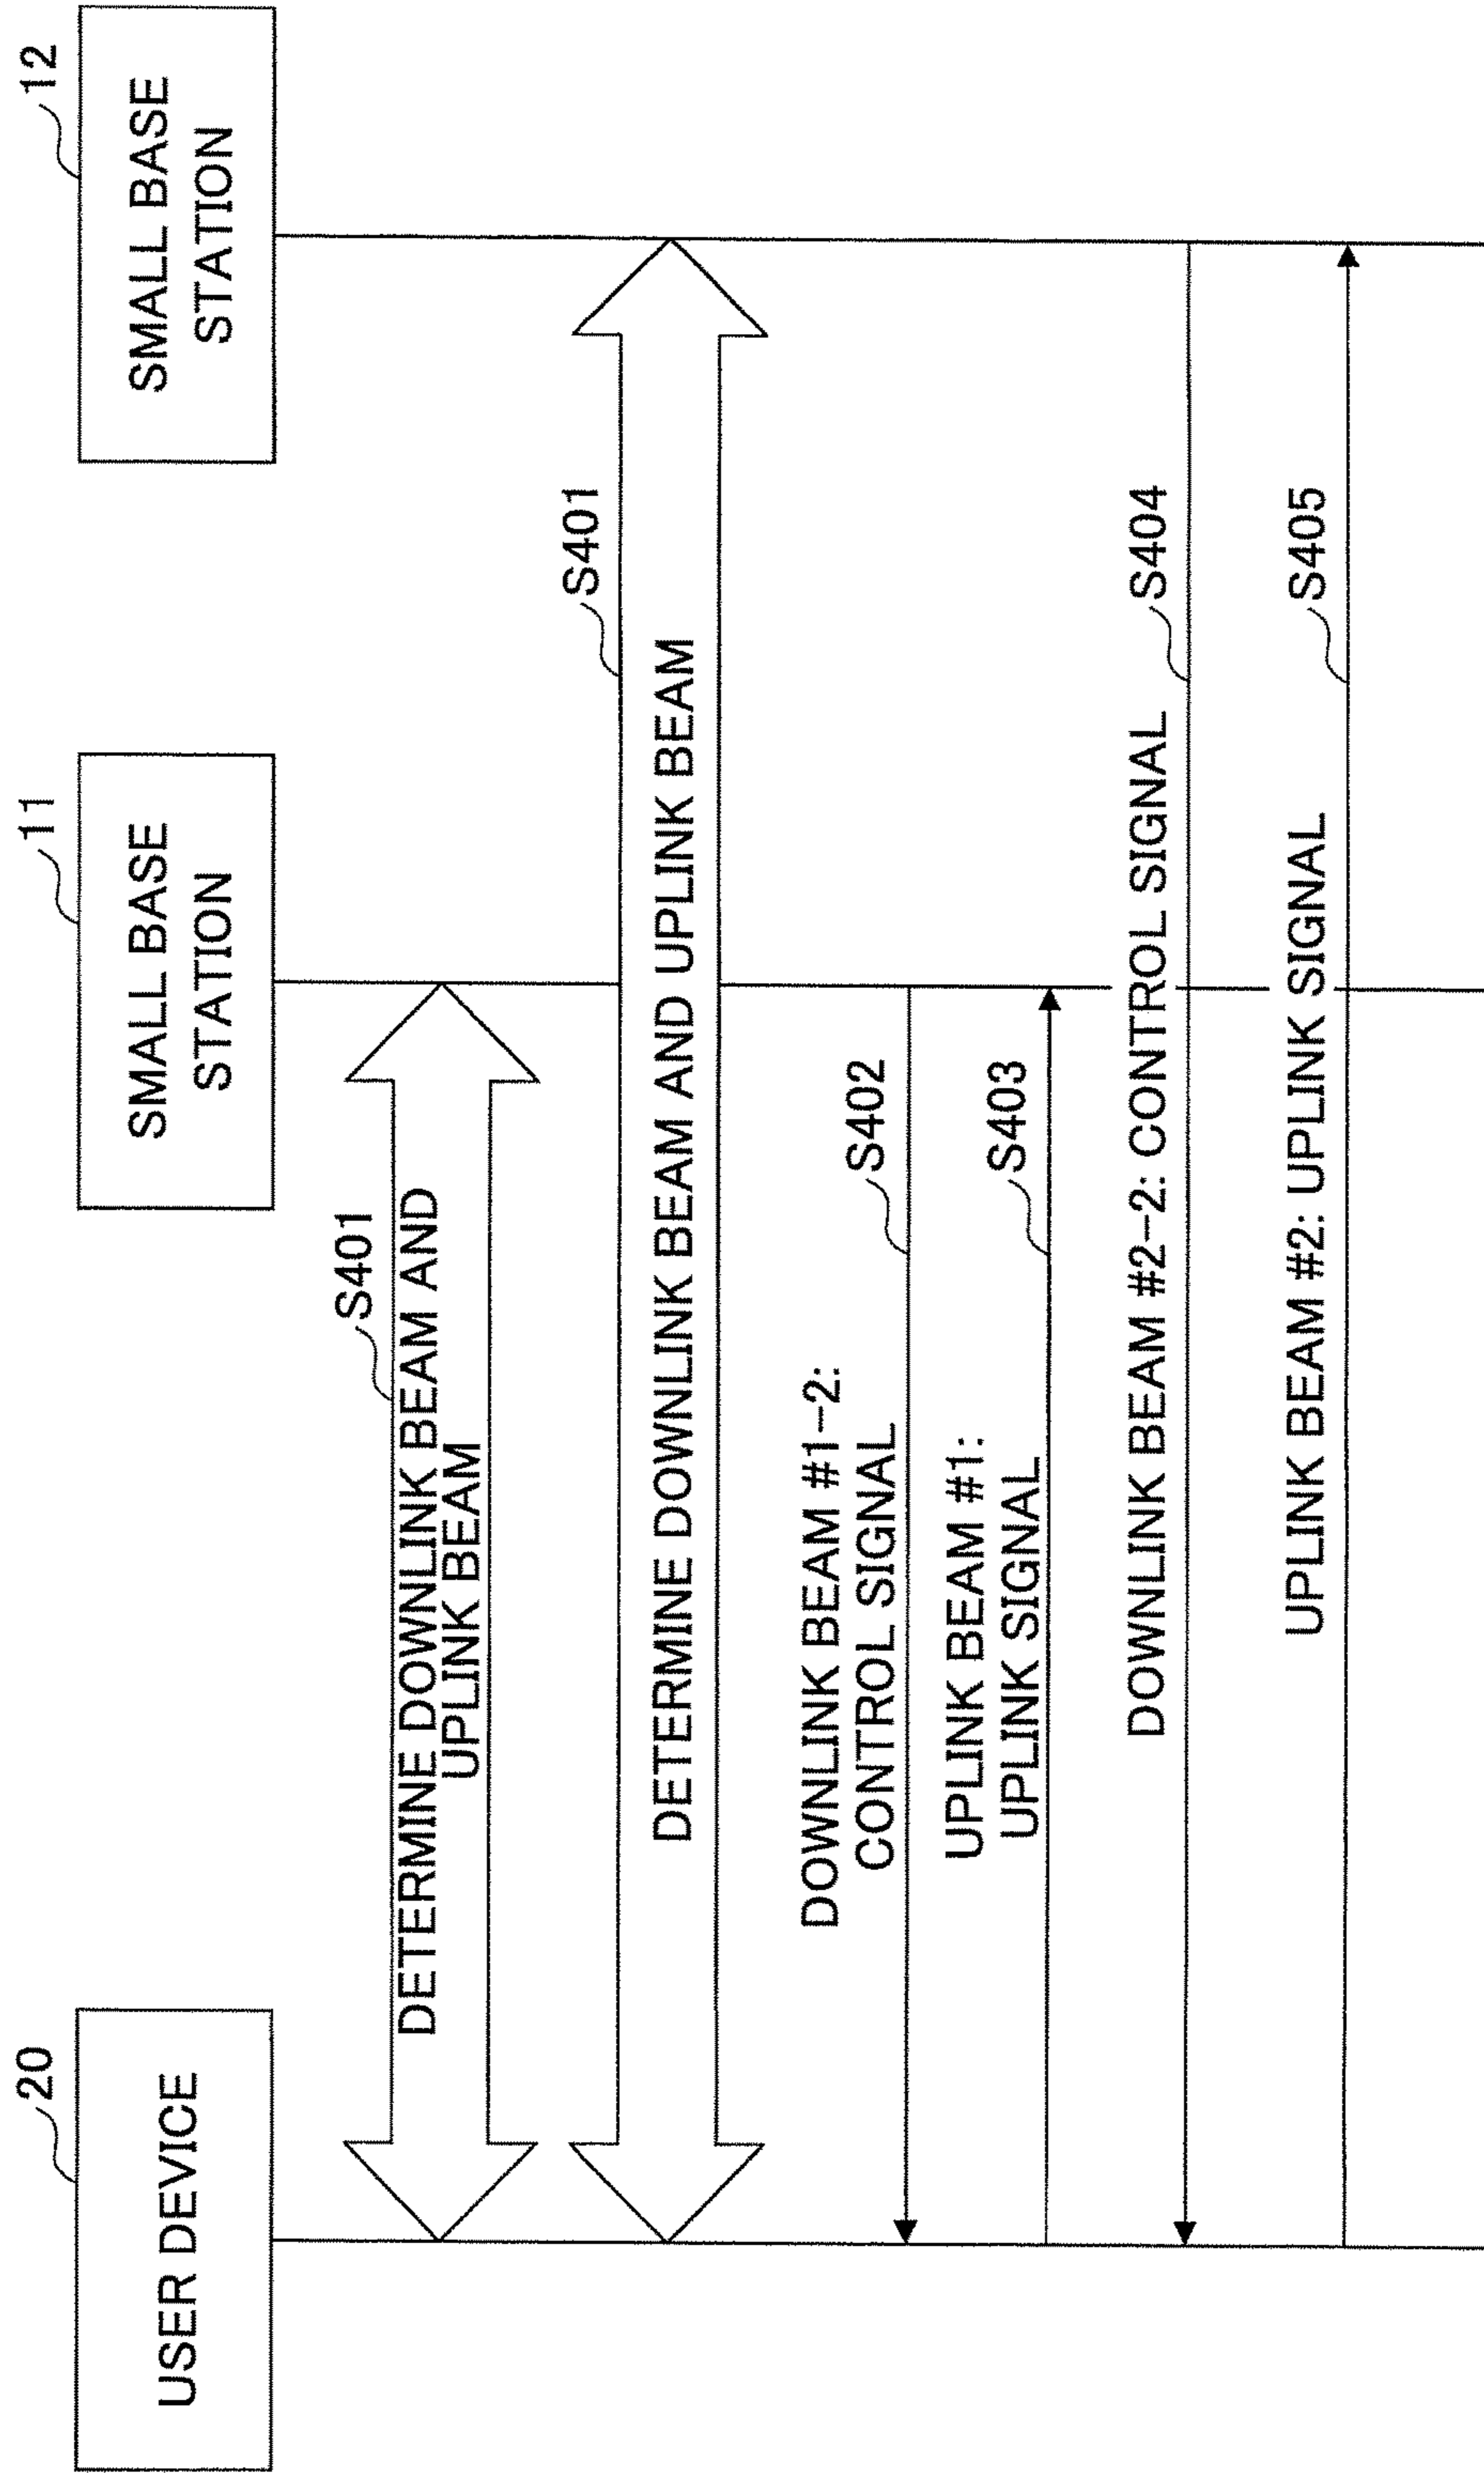 20
USER DEVICE
11
SMALL BASE
STATION
12
SMALL BASE
STATION
S401
DETERMINE DOWNLINK BEAM AND
UPLINK BEAM
S401
DETERMINE DOWNLINK BEAM AND UPLINK BEAM
DOWNLINK BEAM #1-2:
CONTROL SIGNAL
S402
UPLINK BEAM #1:
UPLINK SIGNAL
S403
DOWNLINK BEAM #2-2: CONTROL SIGNAL
S404
UPLINK BEAM #2: UPLINK SIGNAL
S405